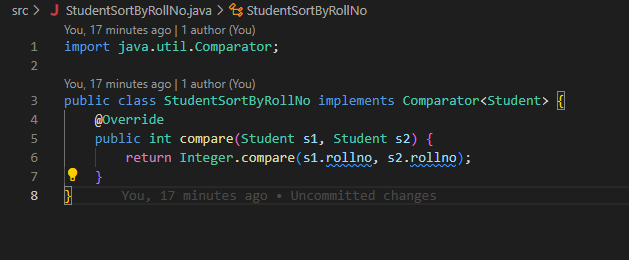 src > J StudentSortByRollNo.java > StudentSortByRollNo
You, 17 minutes ago | 1 author (You)
1 import java.util.Comparator;
2
You, 17 minutes ago | 1 author (You)
3 public class StudentSortByRollNo implements Comparator<Student> {
4 @Override
5 public int compare(Student s1, Student s2) {
6 return Integer.compare(s1.rollno, s2.rollno);
7 }
8 } You, 17 minutes ago • Uncommitted changes